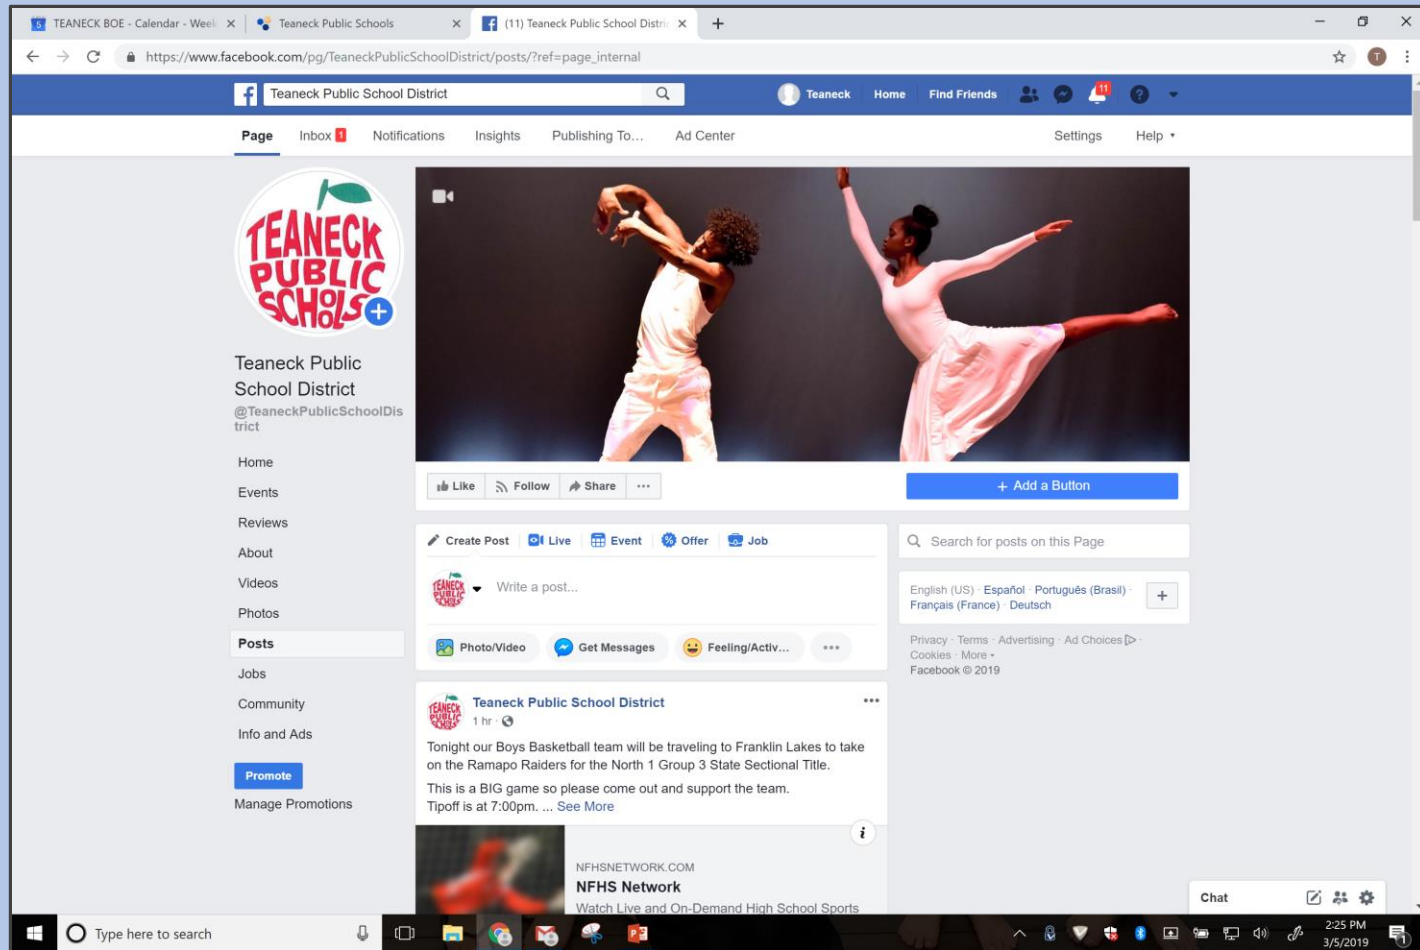 TEANECK BOE - Calendar - Week
Teaneck Public Schools
(11) Teaneck Public School Distri
https://www.facebook.com/pg/TeaneckPublicSchoolDistrict/posts/?ref=page_internal
T
Teaneck Public School District
Teaneck
Home
Find Friends
11
Page
Inbox 1
Notifications
Insights
Publishing To...
Ad Center
Settings
Help
TEANECK
PUBLIC
SCHOLS
Teaneck Public
School District
@TeaneckPublicSchoolDis
trict
Home
Events
Reviews
About
Videos
Photos
Posts
Jobs
Community
Info and Ads
Promote
Manage Promotions
Like
Follow
Share
+ Add a Button
Create Post
Live
Event
Offer
Job
TEANECK
PUBLIC
SCHOLS
Write a post...
Photo/Video
Get Messages
Feeling/Activ...
Search for posts on this Page
English (US) · Español · Português (Brasil) ·
Français (France) · Deutsch
Privacy · Terms · Advertising · Ad Choices ·
Cookies · More
Facebook © 2019
TEANECK
PUBLIC
SCHOLS
Teaneck Public School District
1 hr ·
Tonight our Boys Basketball team will be traveling to Franklin Lakes to take
on the Ramapo Raiders for the North 1 Group 3 State Sectional Title.
This is a BIG game so please come out and support the team.
Tipoff is at 7:00pm. ... See More
NFHSNETWORK.COM
NFHS Network
Watch Live and On-Demand High School Sports
Chat
Type here to search
2:25 PM
3/5/2019